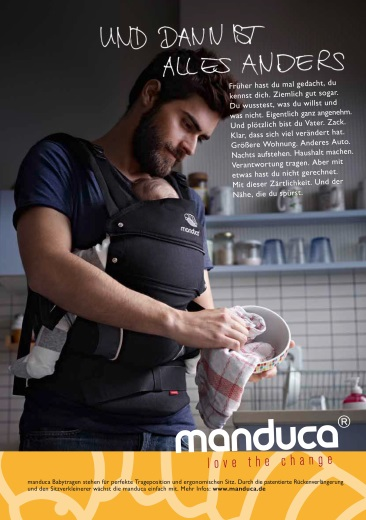 UND DANN IST
ALLES ANDERS
Früher hast du mal gedacht, du
kennst dich. Ziemlich gut sogar.
Du wusstest, was du willst und
was nicht. Eigentlich ganz angenehm.
Und plötzlich bist du Vater. Zack.
Klar, dass sich viel verändert hat.
Größere Wohnung. Anderes Auto.
Nachts aufstehen. Haushalt machen.
Verantwortung tragen. Aber mit
etwas hast du nicht gerechnet.
Mit dieser Zärtlichkeit. Und der
Nähe, die du spürst.
manduca
manduca®
love the change
manduca Babytragen stehen für perfekte Trageposition und ergonomischen Sitz. Durch die patentierte Rückenverlängerung
und den Sitzverkleinerer wächst die manduca einfach mit. Mehr Infos: www.manduca.de